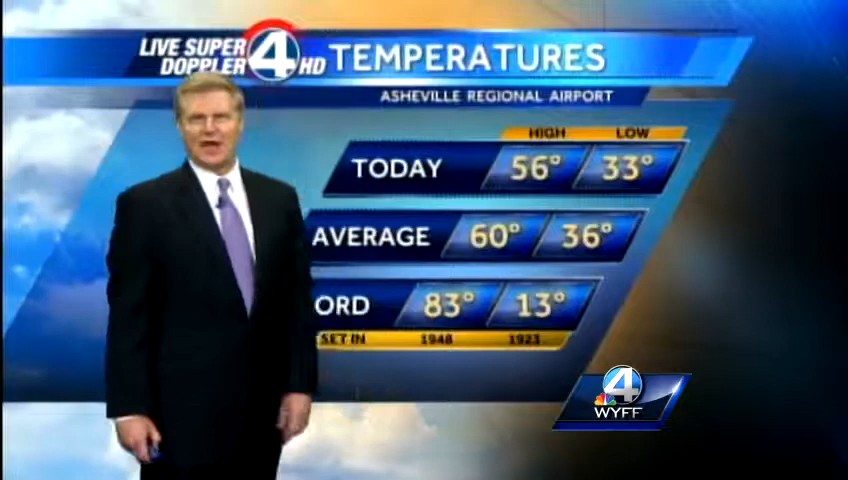 LIVE SUPER
DOPPLER 4 HD TEMPERATURES
ASHEVILLE REGIONAL AIRPORT
HIGH LOW
TODAY 56° 33°
AVERAGE 60° 36°
ORD 83° 13°
SET IN 1948 1923
4
WYFF